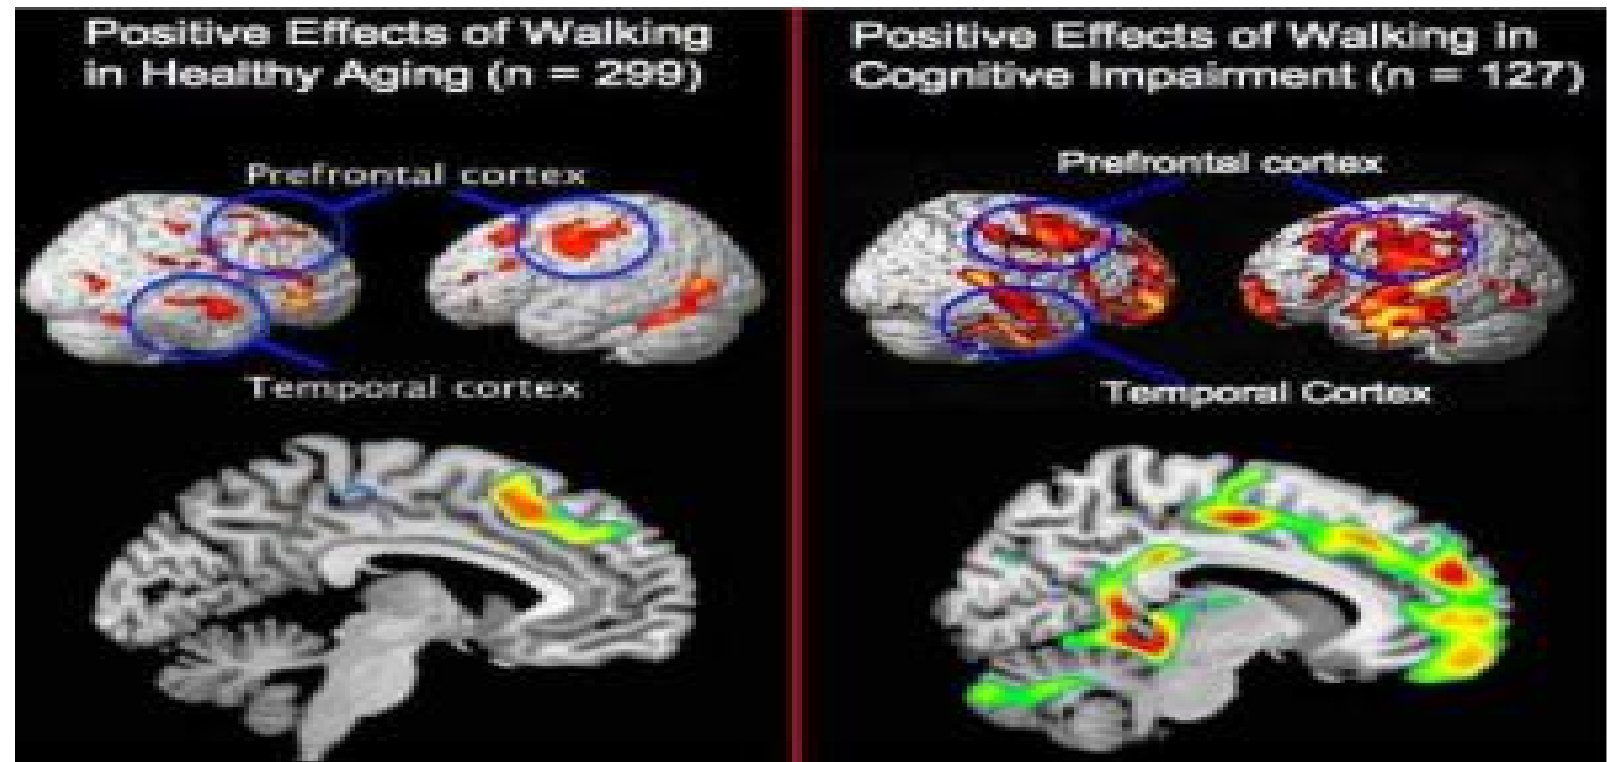 Positive Effects of Walking
in Healthy Aging (n = 299)
Prefrontal cortex
Temporal cortex
Positive Effects of Walking in
Cognitive Impairment (n = 127)
Prefrontal cortex
Temporal Cortex